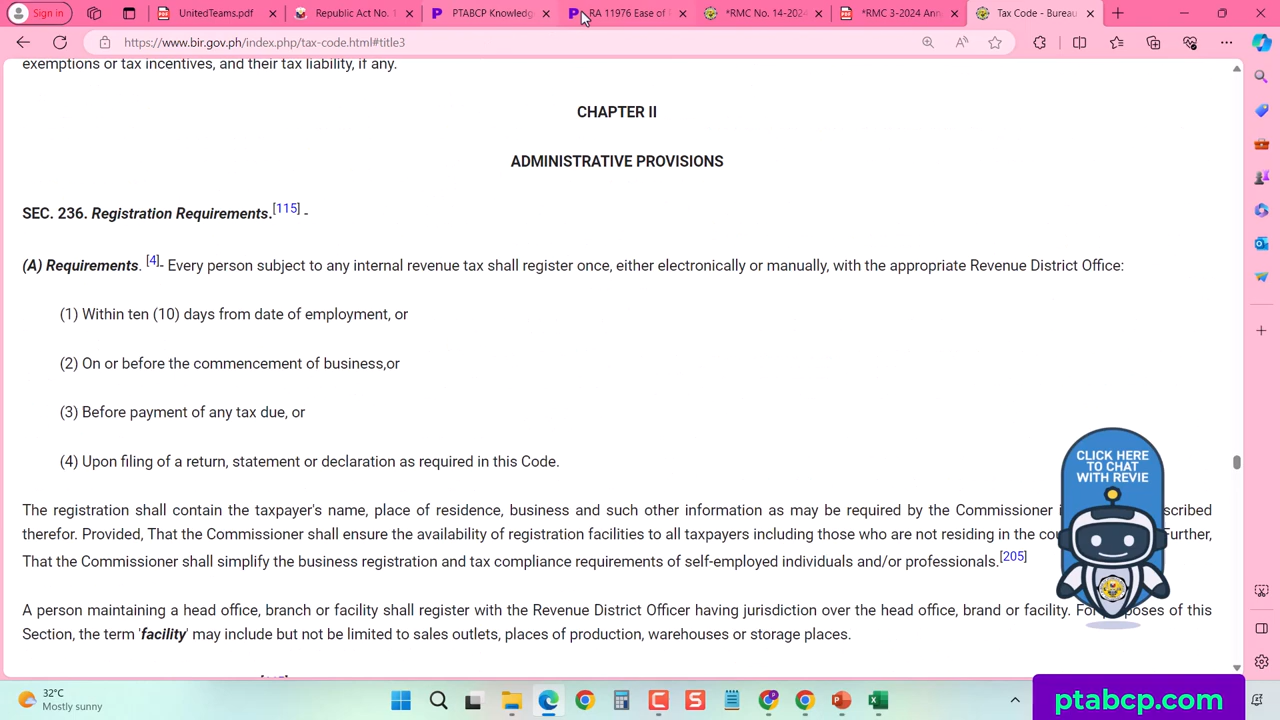 Sign in
UnitedTeams.pdf
Republic Act No. 1
PTABCP Knowledg
RA 11976 Ease of
*RMC No. 14-2024
*RMC 3-2024 Ann
Tax Code - Bureau
https://www.bir.gov.ph/index.php/tax-code.html#title3
exemptions or tax incentives, and their tax liability, if any.
CHAPTER II
ADMINISTRATIVE PROVISIONS
SEC. 236. Registration Requirements.[115] -
(A) Requirements. [4]- Every person subject to any internal revenue tax shall register once, either electronically or manually, with the appropriate Revenue District Office:
(1) Within ten (10) days from date of employment, or
(2) On or before the commencement of business,or
(3) Before payment of any tax due, or
(4) Upon filing of a return, statement or declaration as required in this Code.
The registration shall contain the taxpayer's name, place of residence, business and such other information as may be required by the Commissioner i scribed
therefor. Provided, That the Commissioner shall ensure the availability of registration facilities to all taxpayers including those who are not residing in the cou urther,
That the Commissioner shall simplify the business registration and tax compliance requirements of self-employed individuals and/or professionals.[205]
A person maintaining a head office, branch or facility shall register with the Revenue District Officer having jurisdiction over the head office, brand or facility. For p poses of this
Section, the term 'facility' may include but not be limited to sales outlets, places of production, warehouses or storage places.
CLICK HERE
TO CHAT
WITH REVIE
32°C
Mostly sunny
ptabcp.com